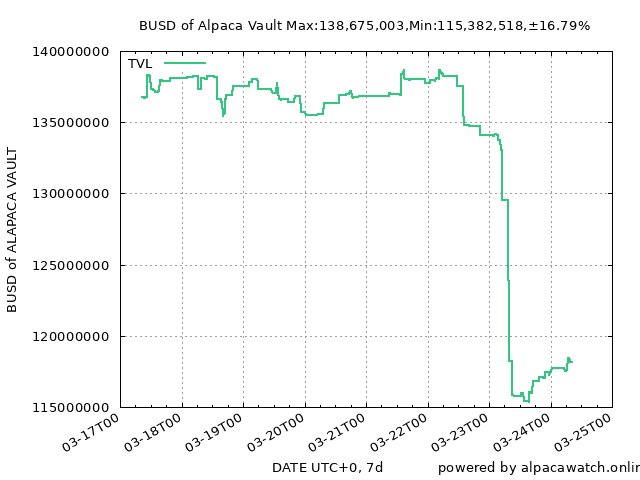 BUSD of Alpaca Vault Max:138,675,003,Min:115,382,518,±16.79%
TVL
140000000
135000000
130000000
125000000
120000000
115000000
BUSD of ALAPACA VAULT
03-17T00
03-18T00
03-19T00
03-20T00
03-21T00
03-22T00
03-23T00
03-24T00
03-25T00
DATE UTC+0, 7d
powered by alpacawatch.onlin